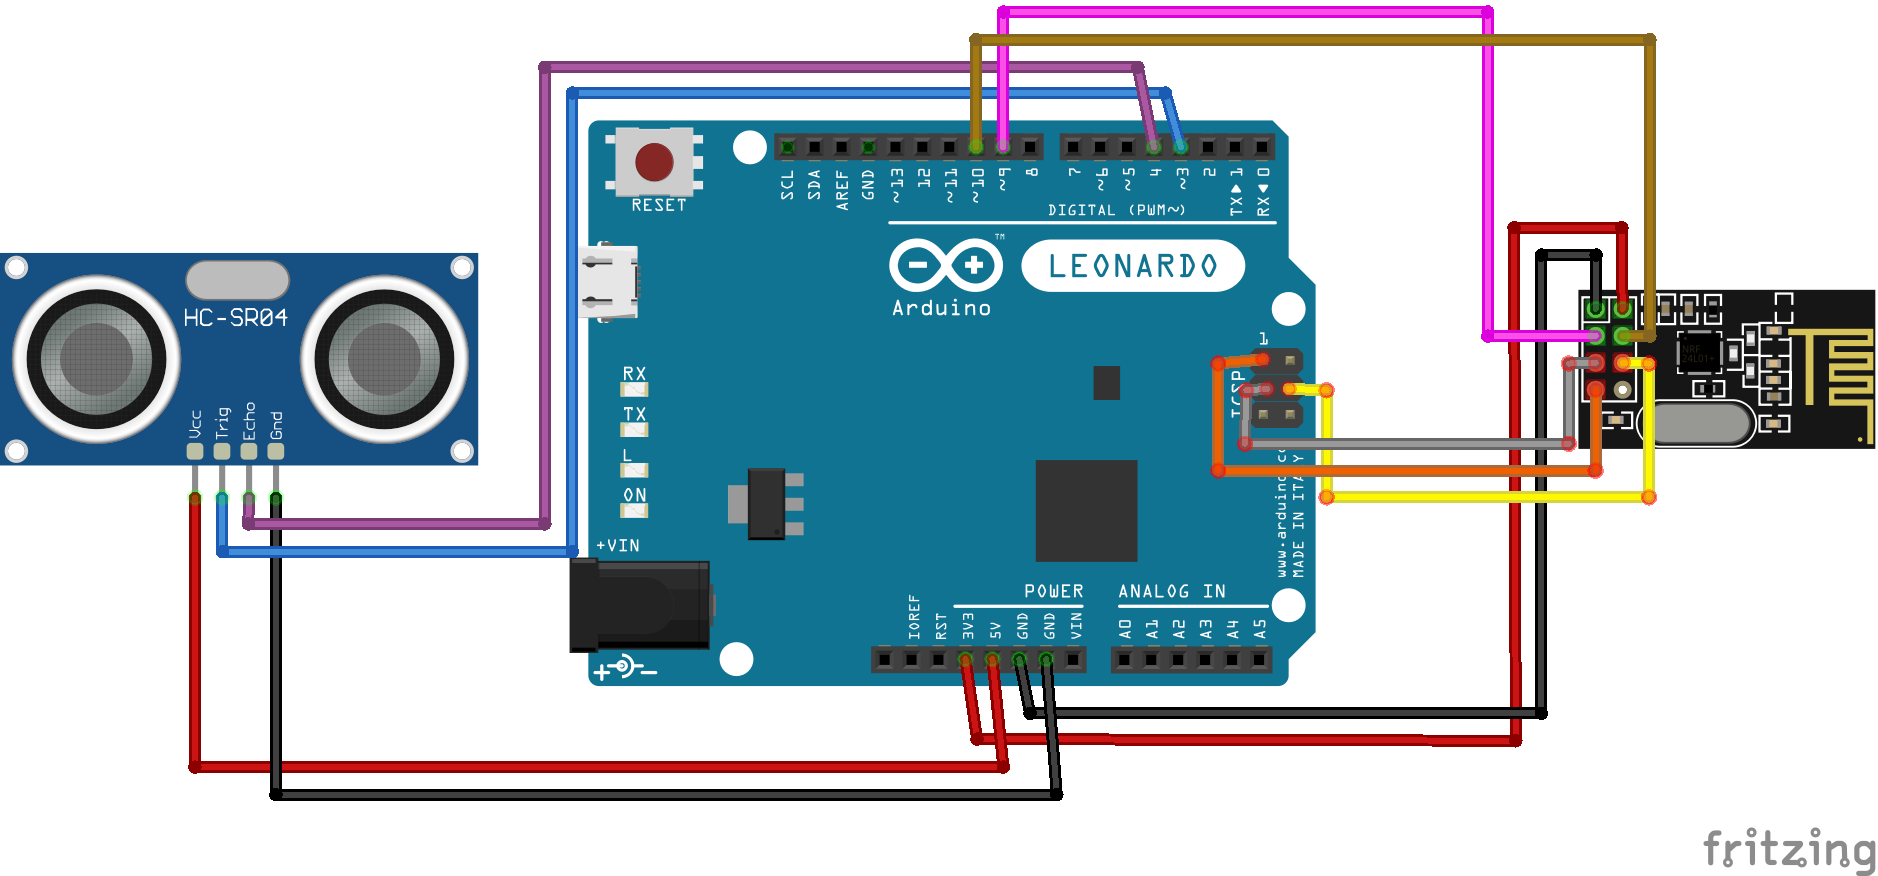 RESET
SCL
SDA
AREF
GND
~13
12
~11
~10
~9
8
7
~6
~5
4
~3
2
TX▶1
RX◀0
DIGITAL (PWM~)
TM
LEONARDO
Arduino
HC-SR04
Vcc
Trig
Echo
Gnd
RX
TX
L
ON
+VIN
1
ICSP
NRF
24L01+
www.arduino.cc
MADE IN ITALY
POWER
ANALOG IN
IOREF
RST
3V3
5V
GND
GND
VIN
A0
A1
A2
A3
A4
A5
+ -
fritzing